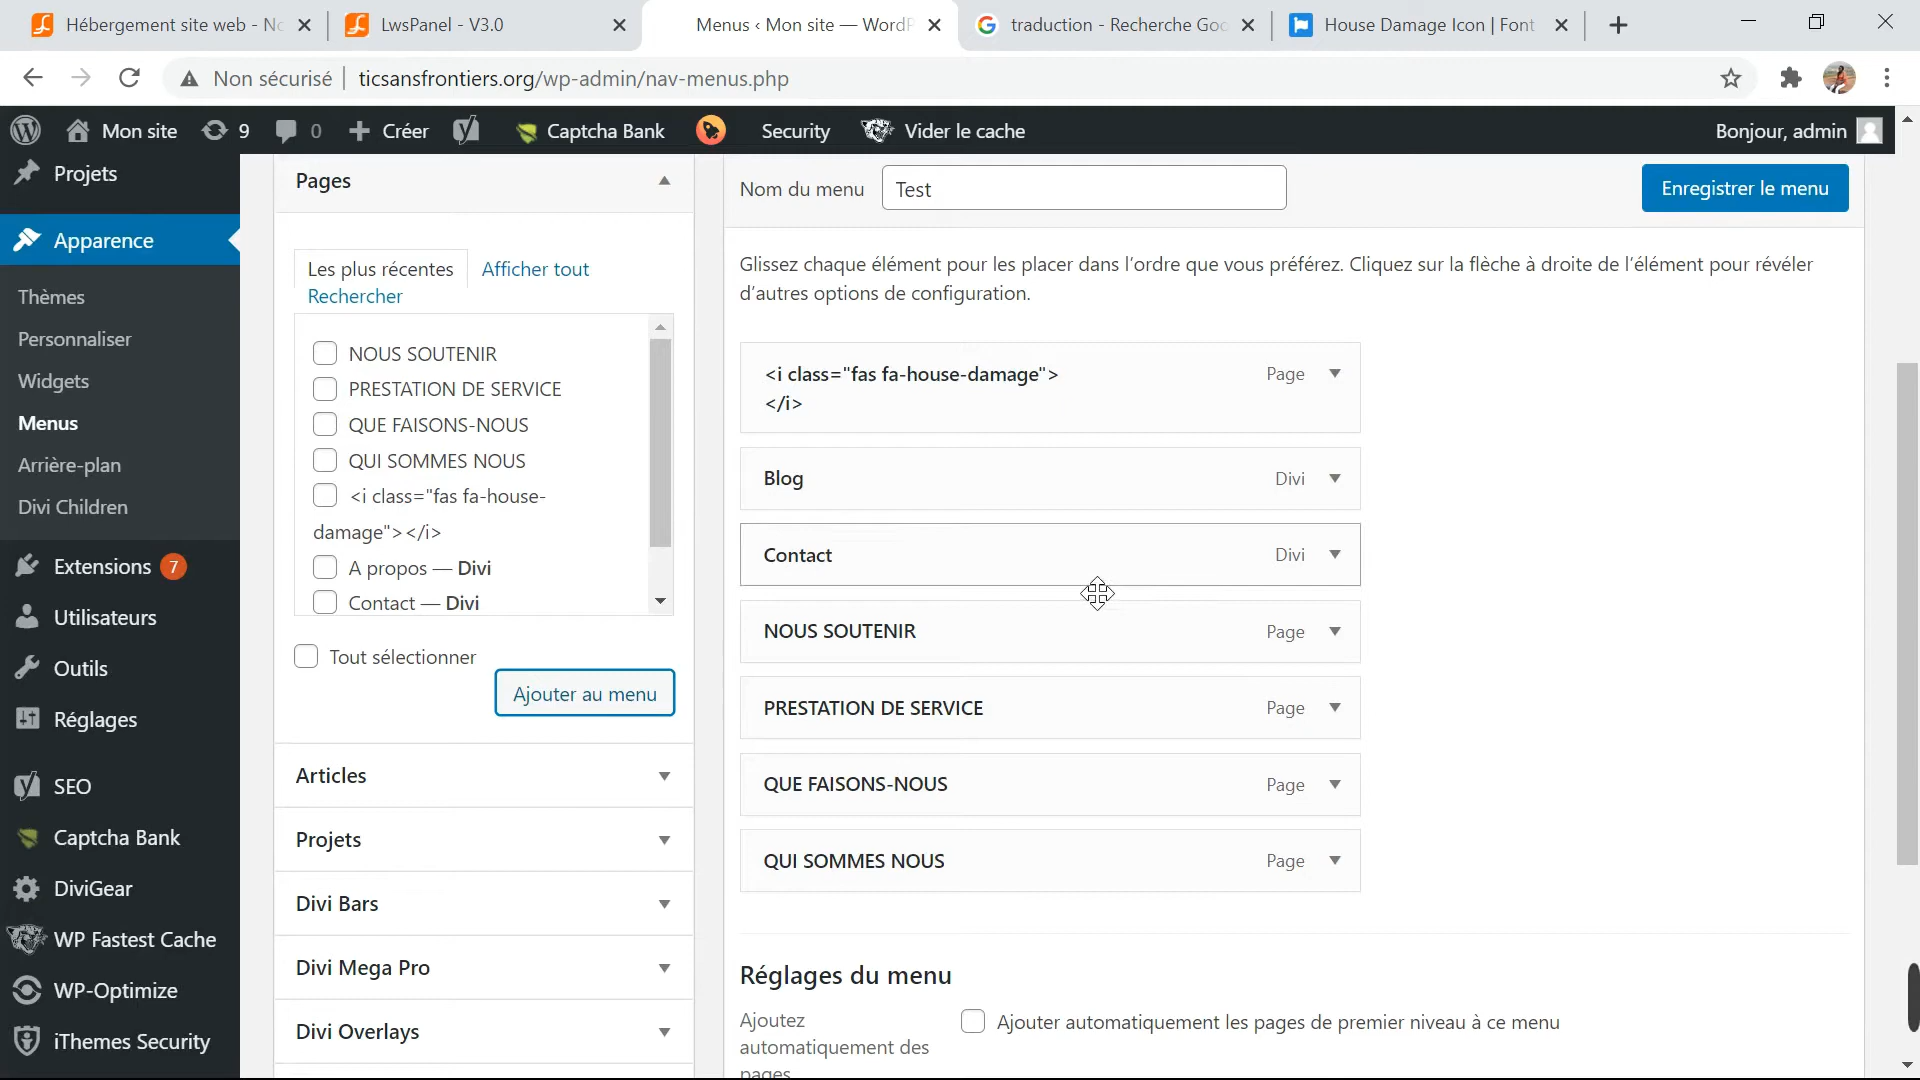 Hébergement site web - Nc
LwsPanel - V3.0
Menus ‹ Mon site — WordP
traduction - Recherche Goo
House Damage Icon | Font
Non sécurisé
ticsansfrontiers.org/wp-admin/nav-menus.php
Mon site
9
0
Créer
Captcha Bank
Security
Vider le cache
Bonjour, admin
Projets
Apparence
Thèmes
Personnaliser
Widgets
Menus
Arrière-plan
Divi Children
Extensions 7
Utilisateurs
Outils
Réglages
SEO
Captcha Bank
DiviGear
WP Fastest Cache
WP-Optimize
iThemes Security
Pages
Les plus récentes
Afficher tout
Rechercher
NOUS SOUTENIR
PRESTATION DE SERVICE
QUE FAISONS-NOUS
QUI SOMMES NOUS
<i class="fas fa-house-
damage"></i>
A propos — Divi
Contact — Divi
Tout sélectionner
Ajouter au menu
Articles
Projets
Divi Bars
Divi Mega Pro
Divi Overlays
Nom du menu
Test
Enregistrer le menu
Glissez chaque élément pour les placer dans l’ordre que vous préférez. Cliquez sur la flèche à droite de l’élément pour révéler
d’autres options de configuration.
<i class="fas fa-house-damage">
</i>
Page
Blog
Divi
Contact
Divi
NOUS SOUTENIR
Page
PRESTATION DE SERVICE
Page
QUE FAISONS-NOUS
Page
QUI SOMMES NOUS
Page
Réglages du menu
Ajoutez
automatiquement des
pages
Ajouter automatiquement les pages de premier niveau à ce menu